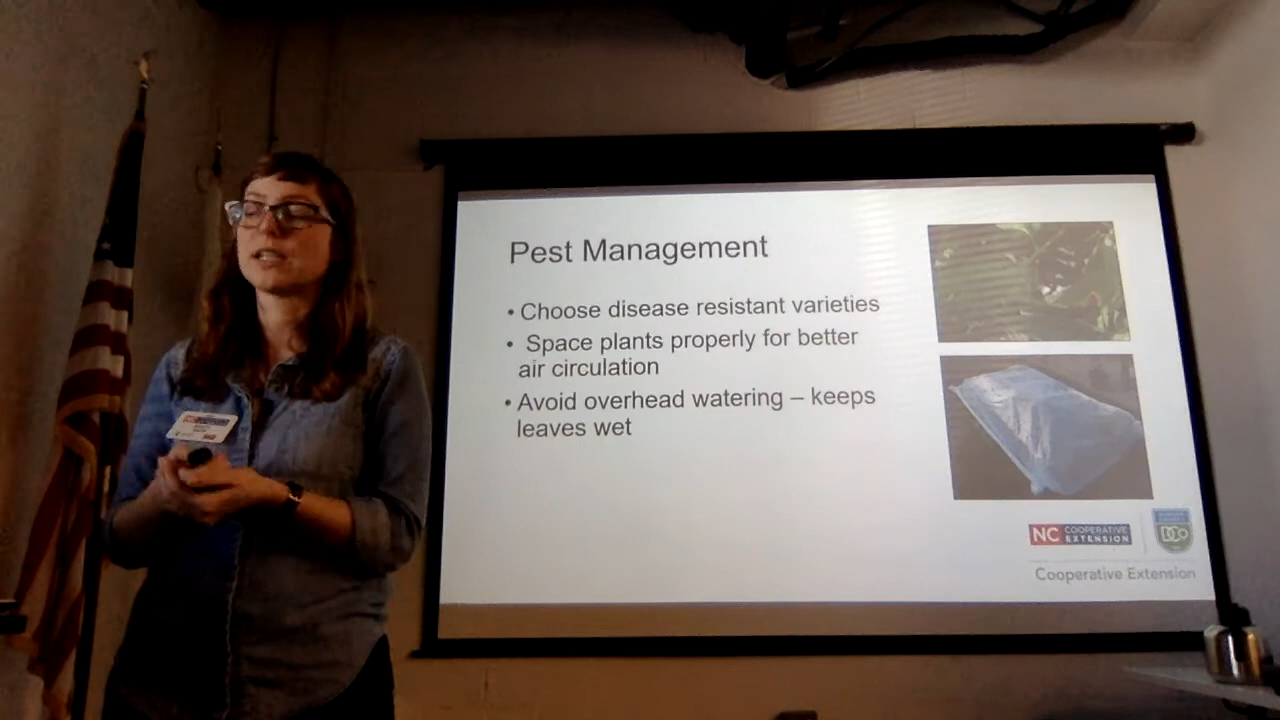 Pest Management
• Choose disease resistant varieties
• Space plants properly for better
air circulation
• Avoid overhead watering – keeps
leaves wet
NC COOPERATIVE
EXTENSION
DCo
Cooperative Extension